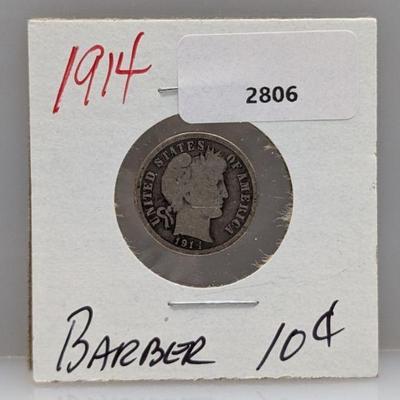 1914
2806
UNITED STATES OF AMERICA
1914
BARBER 10¢